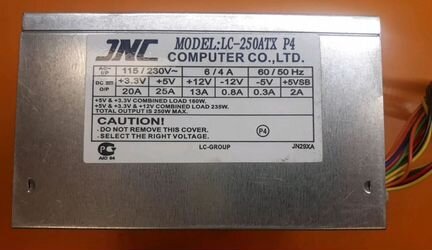 JNC MODEL:LC-250ATX P4
COMPUTER CO.,LTD.
AC~ I/P 115 / 230V~ 6 / 4 A 60 / 50 Hz
DC O/P +3.3V +5V +12V -12V -5V +5VSB
20A 25A 13A 0.8A 0.3A 2A
+5V & +3.3V COMBINED LOAD 160W,
+5V & +3.3V & +12V COMBINED LOAD 235W.
TOTAL OUTPUT IS 250W MAX.
CAUTION!
- DO NOT REMOVE THIS COVER.
- SELECT THE RIGHT VOLTAGE.
P4
LC-GROUP JN29XA